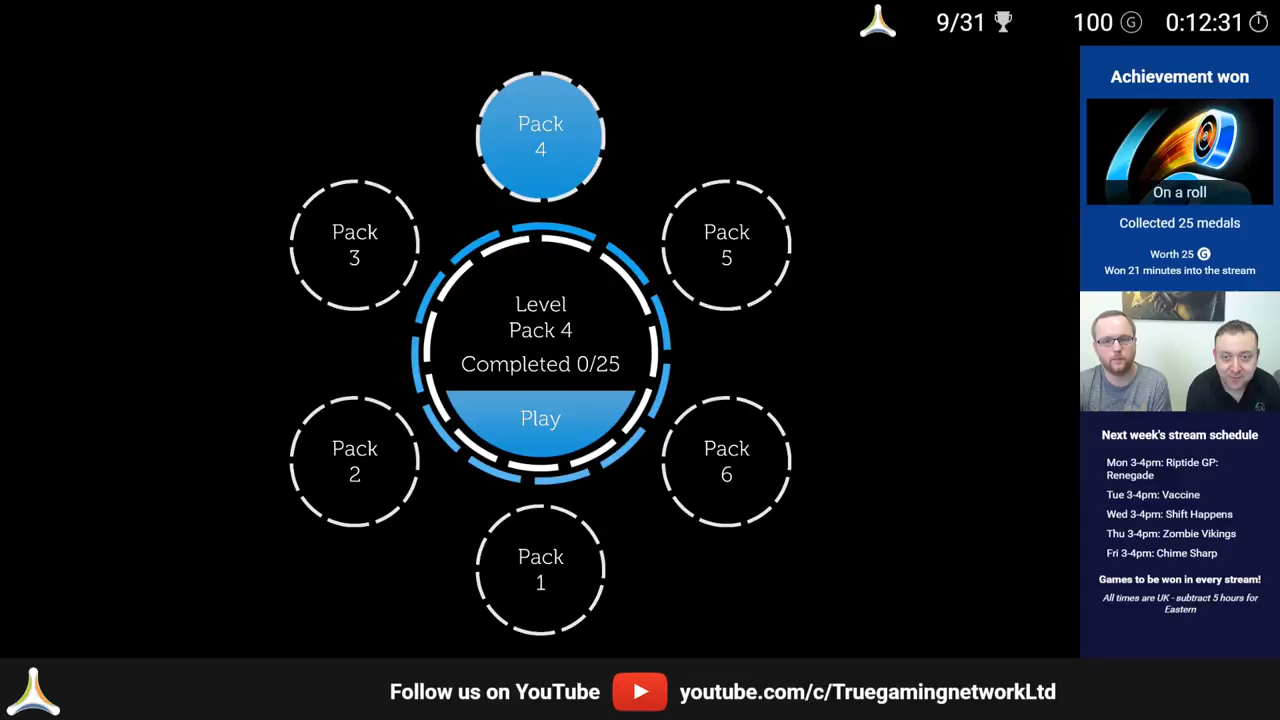 9/31
100 G
0:12:31
Pack
4
Pack
3
Pack
5
Level
Pack 4
Completed 0/25
Play
Pack
2
Pack
6
Pack
1
Achievement won
On a roll
Collected 25 medals
Worth 25 G
Won 21 minutes into the stream
Next week's stream schedule
Mon 3-4pm: Riptide GP:
Renegade
Tue 3-4pm: Vaccine
Wed 3-4pm: Shift Happens
Thu 3-4pm: Zombie Vikings
Fri 3-4pm: Chime Sharp
Games to be won in every stream!
All times are UK - subtract 5 hours for
Eastern
Follow us on YouTube
youtube.com/c/TruegamingnetworkLtd